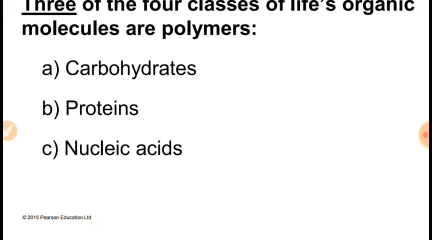 Three of the four classes of life's organic
molecules are polymers:
a) Carbohydrates
b) Proteins
c) Nucleic acids
© 2015 Pearson Education Ltd